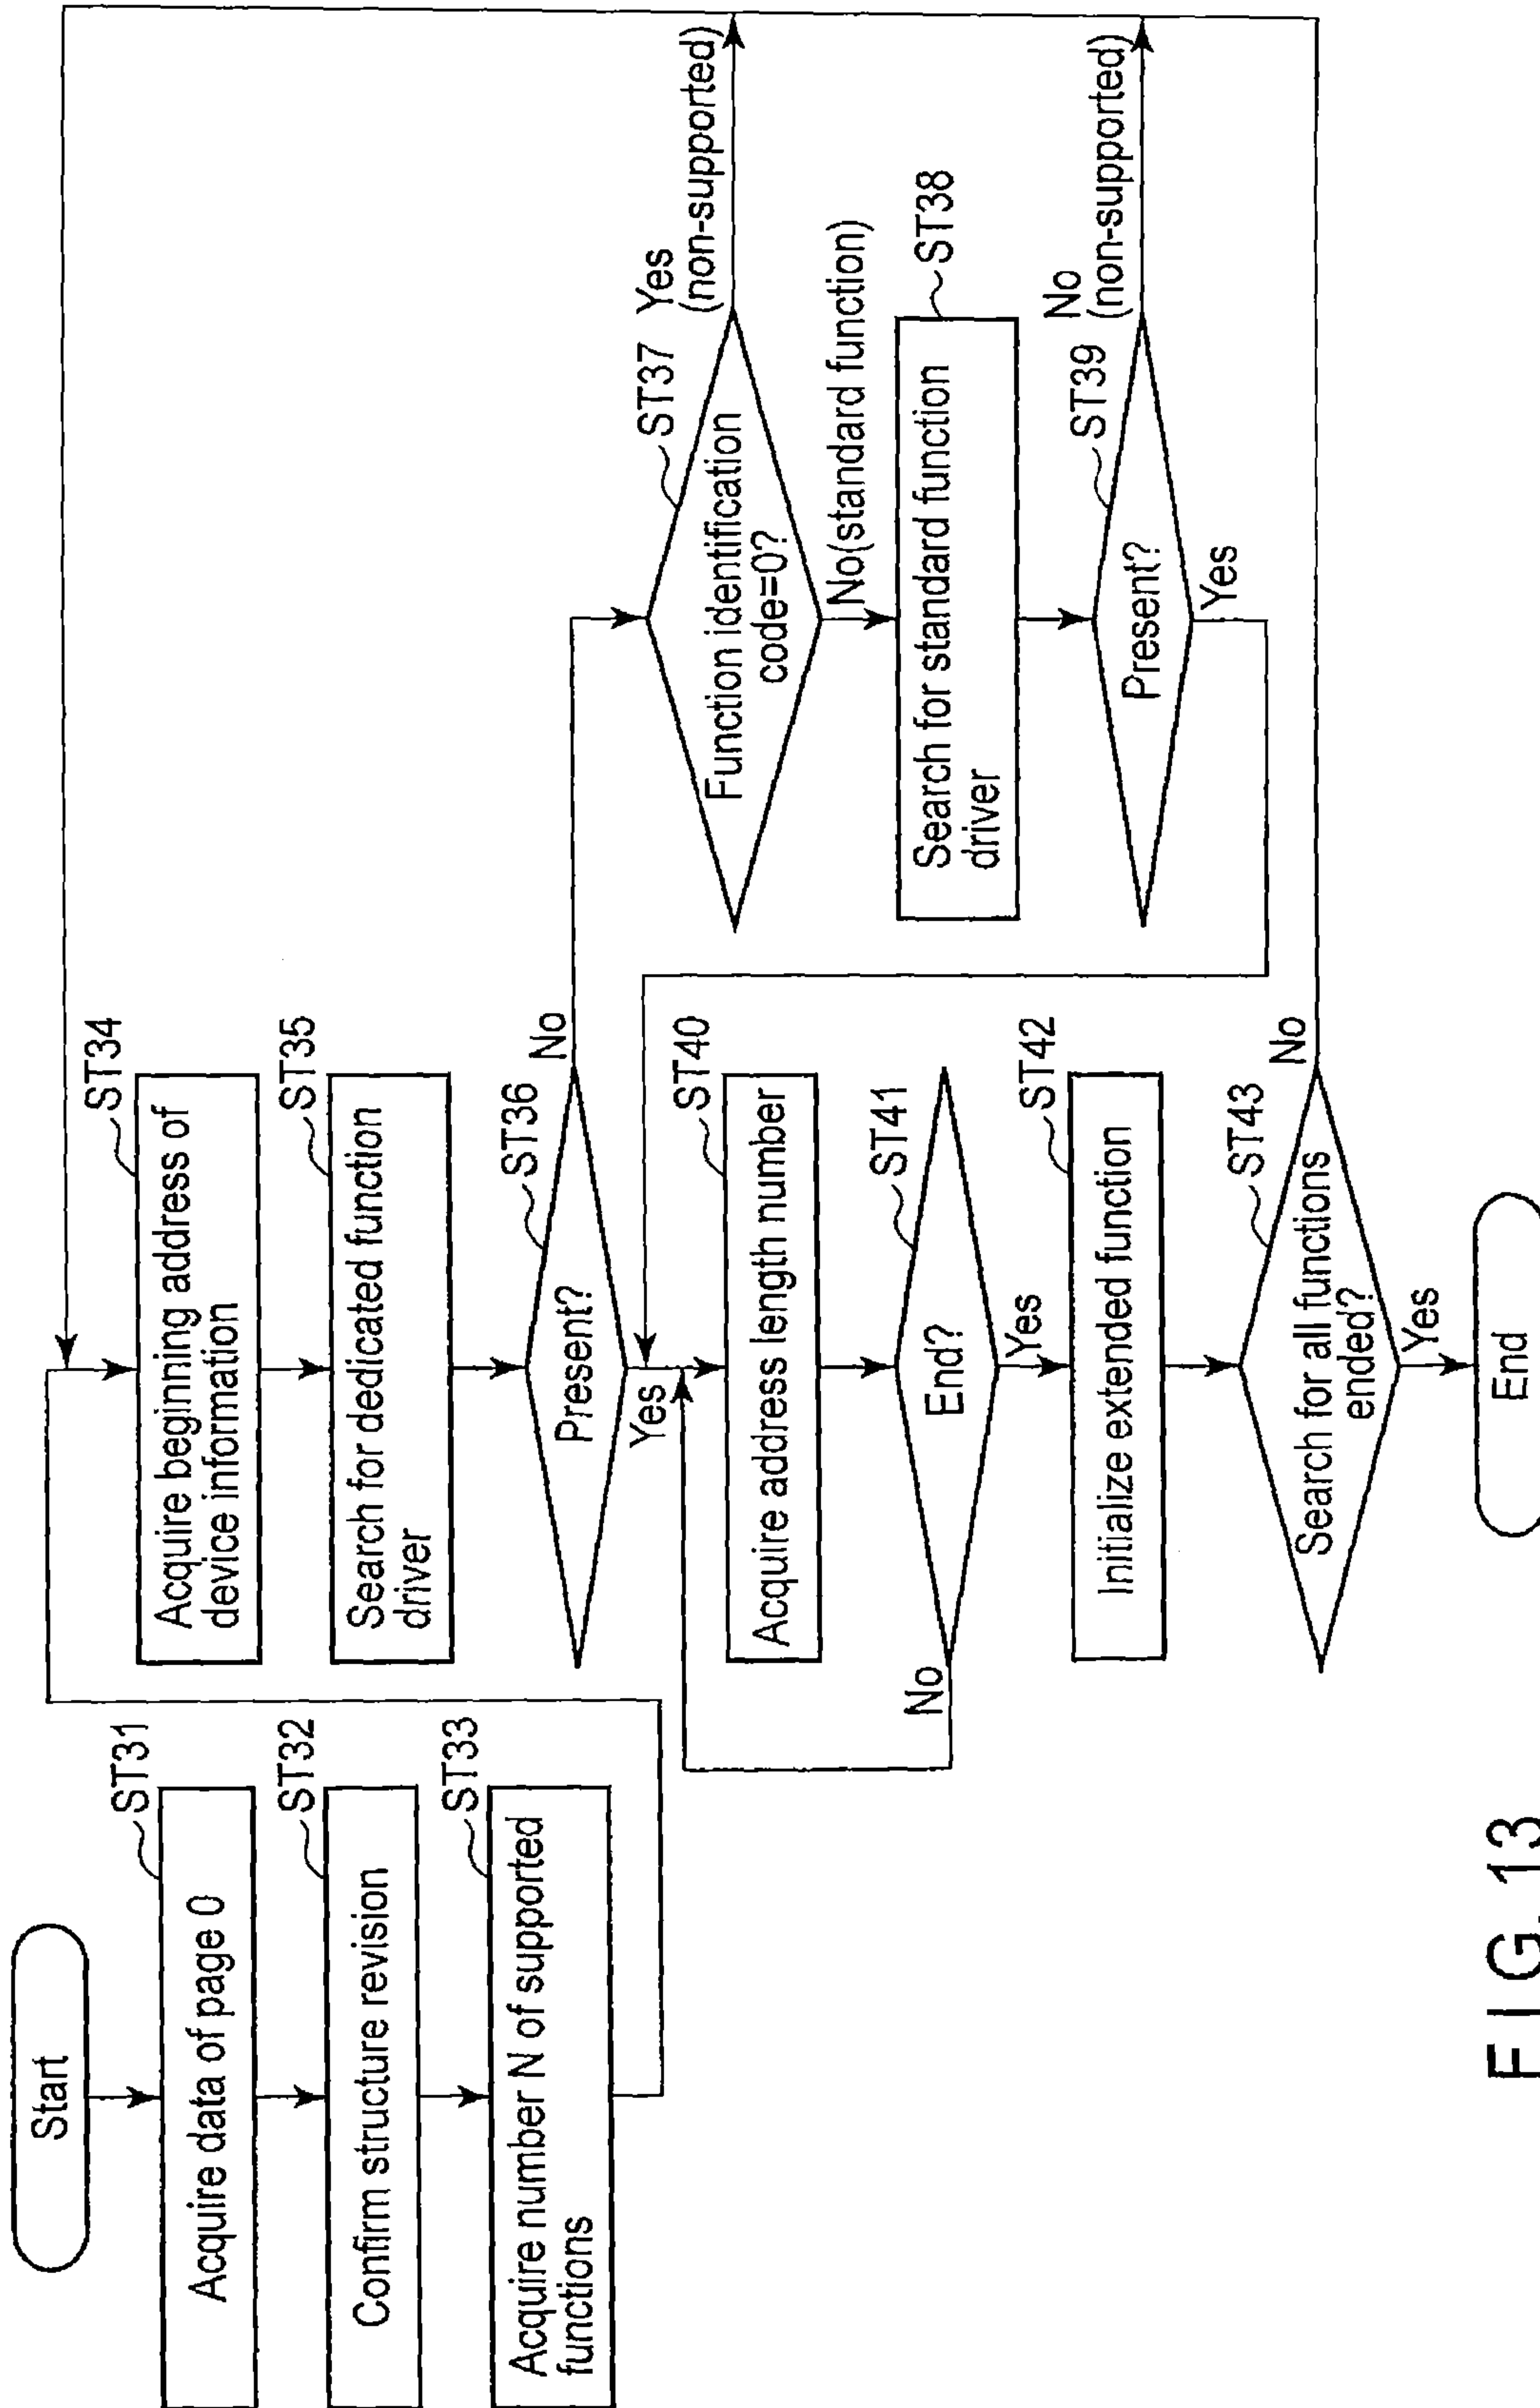 Start
Acquire data of page 0
ST31
Confirm structure revision
ST32
Acquire number N of supported
functions
ST33
Acquire beginning address of
device information
ST34
Search for dedicated function
driver
ST35
Present?
ST36
No
Yes
Function identification
code=0?
ST37
Yes
(non-supported)
No(standard function)
Search for standard function
driver
ST38
Present?
ST39
No
(non-supported)
Yes
Acquire address length number
ST40
End?
ST41
No
Yes
Initialize extended function
ST42
Search for all functions
ended?
ST43
No
Yes
End
FIG. 13